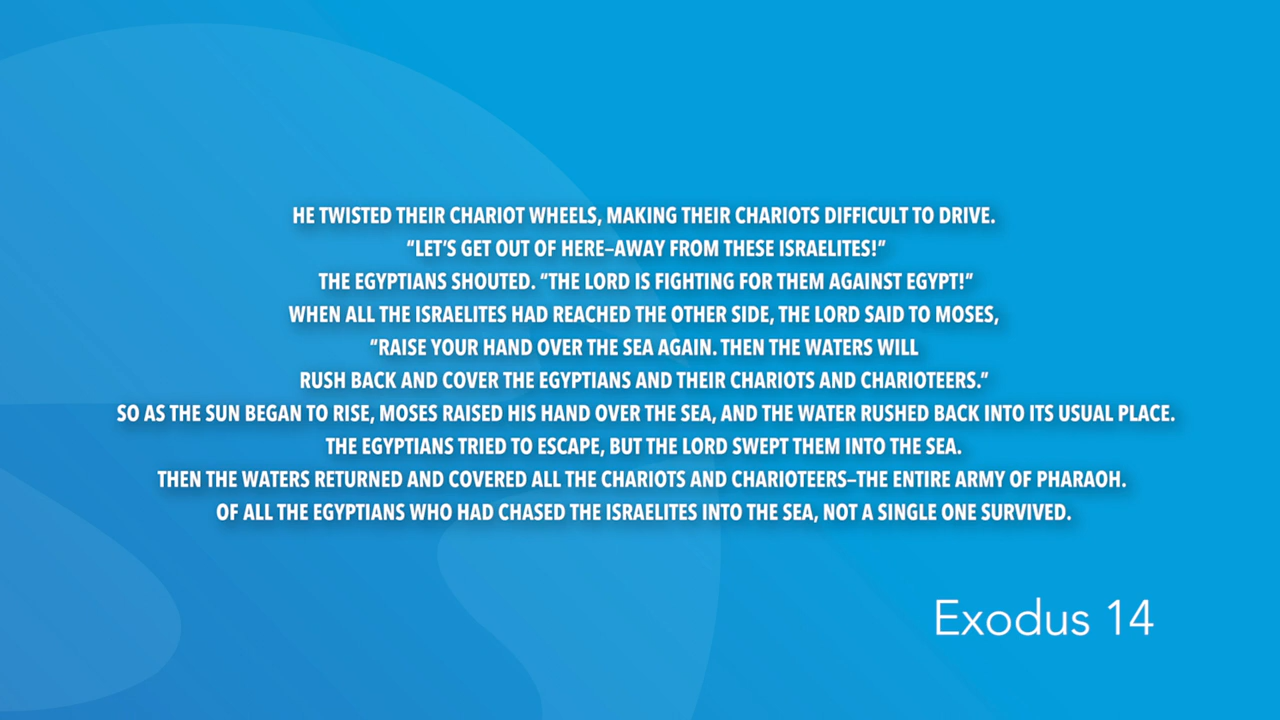 HE TWISTED THEIR CHARIOT WHEELS, MAKING THEIR CHARIOTS DIFFICULT TO DRIVE.
“LET’S GET OUT OF HERE–AWAY FROM THESE ISRAELITES!”
THE EGYPTIANS SHOUTED. “THE LORD IS FIGHTING FOR THEM AGAINST EGYPT!”
WHEN ALL THE ISRAELITES HAD REACHED THE OTHER SIDE, THE LORD SAID TO MOSES,
“RAISE YOUR HAND OVER THE SEA AGAIN. THEN THE WATERS WILL
RUSH BACK AND COVER THE EGYPTIANS AND THEIR CHARIOTS AND CHARIOTEERS.”
SO AS THE SUN BEGAN TO RISE, MOSES RAISED HIS HAND OVER THE SEA, AND THE WATER RUSHED BACK INTO ITS USUAL PLACE.
THE EGYPTIANS TRIED TO ESCAPE, BUT THE LORD SWEPT THEM INTO THE SEA.
THEN THE WATERS RETURNED AND COVERED ALL THE CHARIOTS AND CHARIOTEERS–THE ENTIRE ARMY OF PHARAOH.
OF ALL THE EGYPTIANS WHO HAD CHASED THE ISRAELITES INTO THE SEA, NOT A SINGLE ONE SURVIVED.
Exodus 14